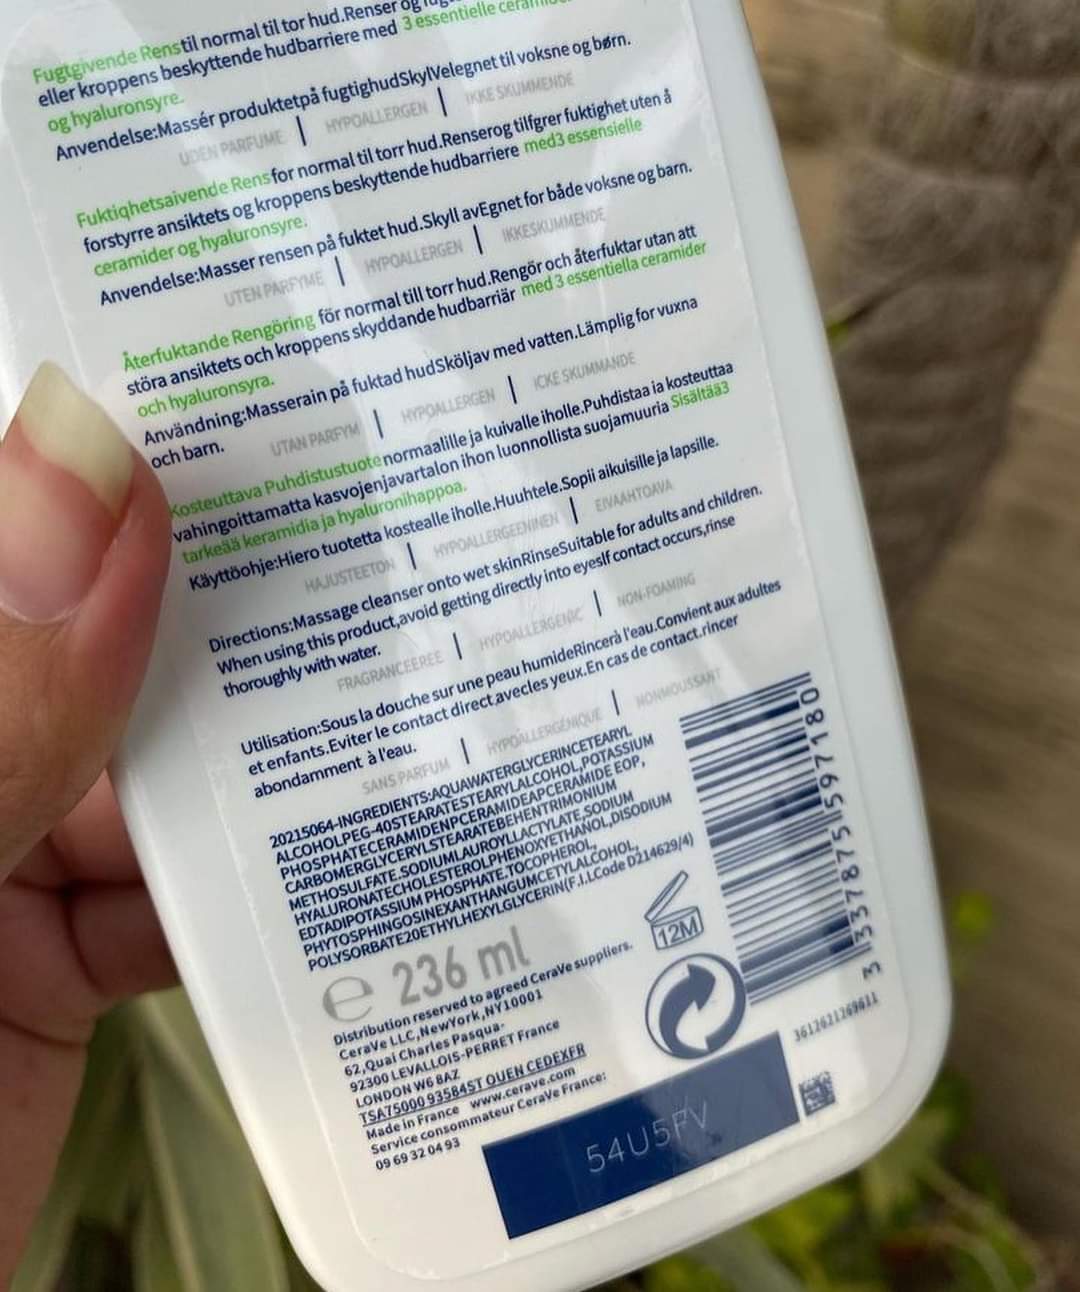 Fugtgivende Renstil normal til tor hud.Renser og
eller kroppens beskyttende hudbarriere med 3 essentielle ceramider
og hyaluronsyre.
Anvendelse:Massér produktetpå fugtighudSkylVelegnet til voksne og børn.
UDEN PARFUME | HYPOALLERGEN | IKKE SKUMMENDE
Fuktiqhetsaivende Rensfor normal til torr hud.Renserog tilfgrer fuktighet uten å
forstyrre ansiktets og kroppens beskyttende hudbarriere med3 essensielle
ceramider og hyaluronsyre.
Anvendelse:Masser rensen på fuktet hud.Skyll avEgnet for både voksne og barn.
UTEN PARFYME | HYPOALLERGEN | IKKESKUMMENDE
Återfuktande Rengöring för normal till torr hud.Rengör och återfuktar utan att
störa ansiktets och kroppens skyddande hudbarriär med3 essentiella ceramider
och hyaluronsyra.
Användning:Masserain på fuktad hudSköljav med vatten.Lämplig for vuxna
och barn. UTAN PARFYM | HYPOALLERGEN | ICKE SKUMMANDE
Kosteuttava Puhdistustuote normaalille ja kuivalle iholle.Puhdistaa ia kosteuttaa
vahingoittamatta kasvojenjavartalon ihon luonnollista suojamuuria Sisältää3
tarkeää keramidia ja hyaluronihappoa.
Käyttöohje:Hiero tuotetta kostealle iholle.Huuhtele.Sopii aikuisille ja lapsille.
HAJUSTEETON | HYPOALLERGEENINEN | EIVAAHTOAVA
Directions:Massage cleanser onto wet skinRinseSuitable for adults and children.
When using this product,avoid getting directly into eyesIf contact occurs,rinse
thoroughly with water.
FRAGRANCEEREE | HYPOALLERGENIC | NON-FOAMING
Utilisation:Sous la douche sur une peau humideRincerà l'eau.Convient aux adultes
et enfants.Eviter le contact direct avecles yeux.En cas de contact.rincer
abondamment à l'eau.
SANS PARFUM | HYPOALLERGÉNIQUE | NONMOUSSANT
20215064-INGREDIENTS:AQUAWATERGLYCERINCETEARYL
ALCOHOLPEG-40STEARATESTEARYLALCOHOL,POTASSIUM
PHOSPHATECERAMIDENPCERAMIDEAPCERAMIDE EOP,
CARBOMERGLYCERYLSTEARATEBEHENTRIMONIUM
METHOSULFATE.SODIUMLAUROYLLACTYLATE,SODIUM
HYALURONATECHOLESTEROLPHENOXYETHANOL,DISODIUM
EDTADIPOTASSIUM PHOSPHATE.TOCOPHEROL,
PHYTOSPHINGOSINEXANTHANGUMCETYLALCOHOL,
POLYSORBATE20ETHYLHEXYLGLYCERIN(F.I.LCode D214629/4)
12M
e 236 ml
Distribution reserved to agreed CeraVe suppliers.
CeraVe LLC,NewYork,NY10001
62,Quai Charles Pasqua-
92300 LEVALLOIS-PERRET France
LONDON W6 8AZ
TSA75000 93584ST OUEN CEDEXFR
Made in France www.cerave.com
Service consommateur CeraVe France:
09 69 32 04 93
3 337875 597180
3612621269611
54U5FV